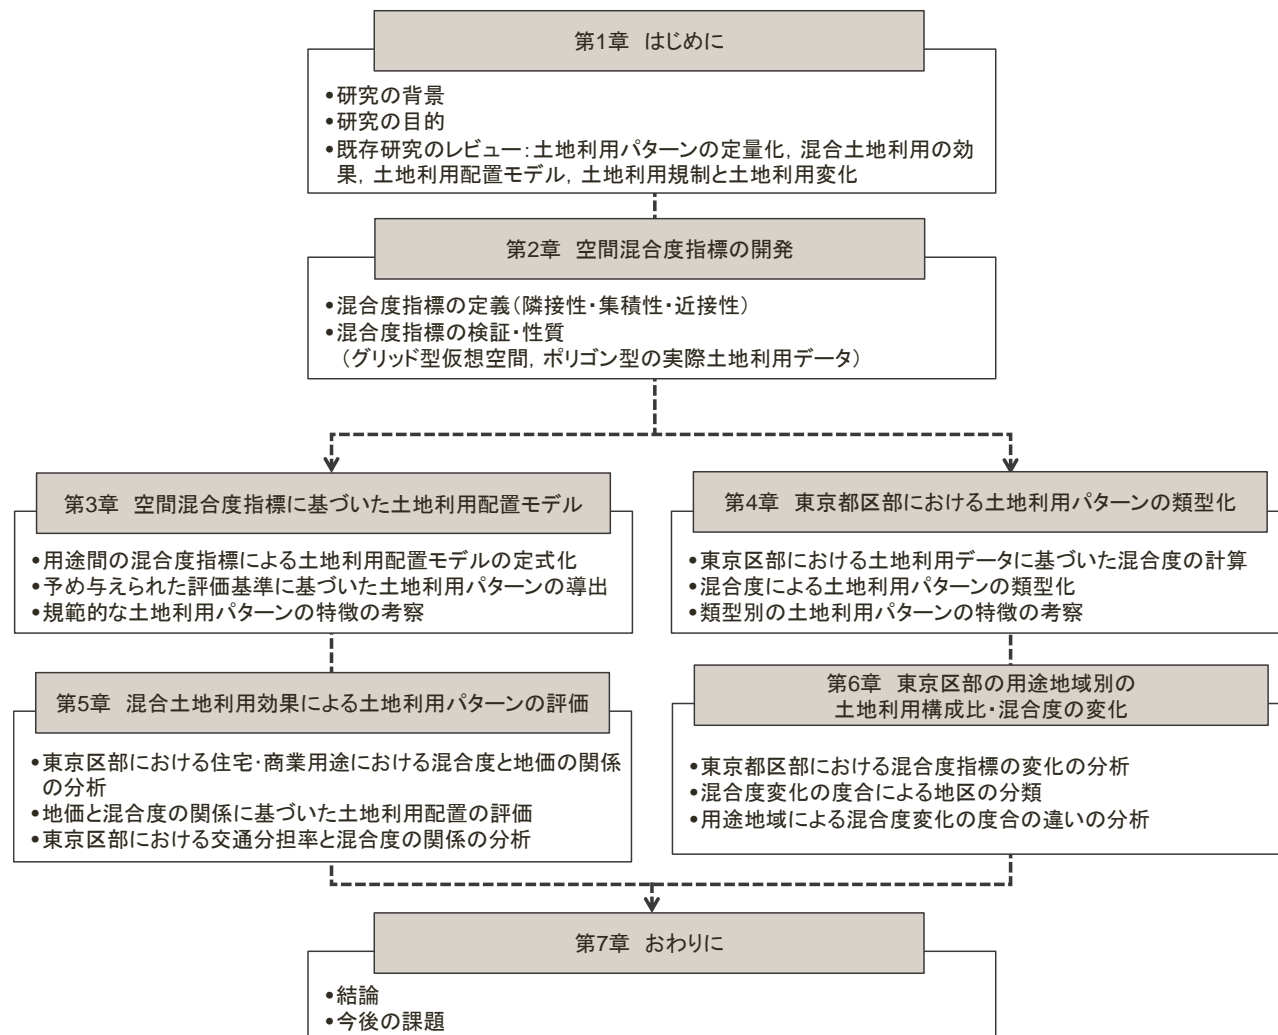 第1章 はじめに
•研究の背景
•研究の目的
•既存研究のレビュー：土地利用パターンの定量化，混合土地利用の効
果，土地利用配置モデル，土地利用規制と土地利用変化
第2章 空間混合度指標の開発
•混合度指標の定義（隣接性・集積性・近接性）
•混合度指標の検証・性質
（グリッド型仮想空間，ポリゴン型の実際土地利用データ）
第3章 空間混合度指標に基づいた土地利用配置モデル
•用途間の混合度指標による土地利用配置モデルの定式化
•予め与えられた評価基準に基づいた土地利用パターンの導出
•規範的な土地利用パターンの特徴の考察
第4章 東京都区部における土地利用パターンの類型化
•東京区部における土地利用データに基づいた混合度の計算
•混合度による土地利用パターンの類型化
•類型別の土地利用パターンの特徴の考察
第5章 混合土地利用効果による土地利用パターンの評価
•東京区部における住宅・商業用途における混合度と地価の関係
の分析
•地価と混合度の関係に基づいた土地利用配置の評価
•東京区部における交通分担率と混合度の関係の分析
第6章 東京区部の用途地域別の
土地利用構成比・混合度の変化
•東京都区部における混合度指標の変化の分析
•混合度変化の度合による地区の分類
•用途地域による混合度変化の度合の違いの分析
第7章 おわりに
•結論
•今後の課題